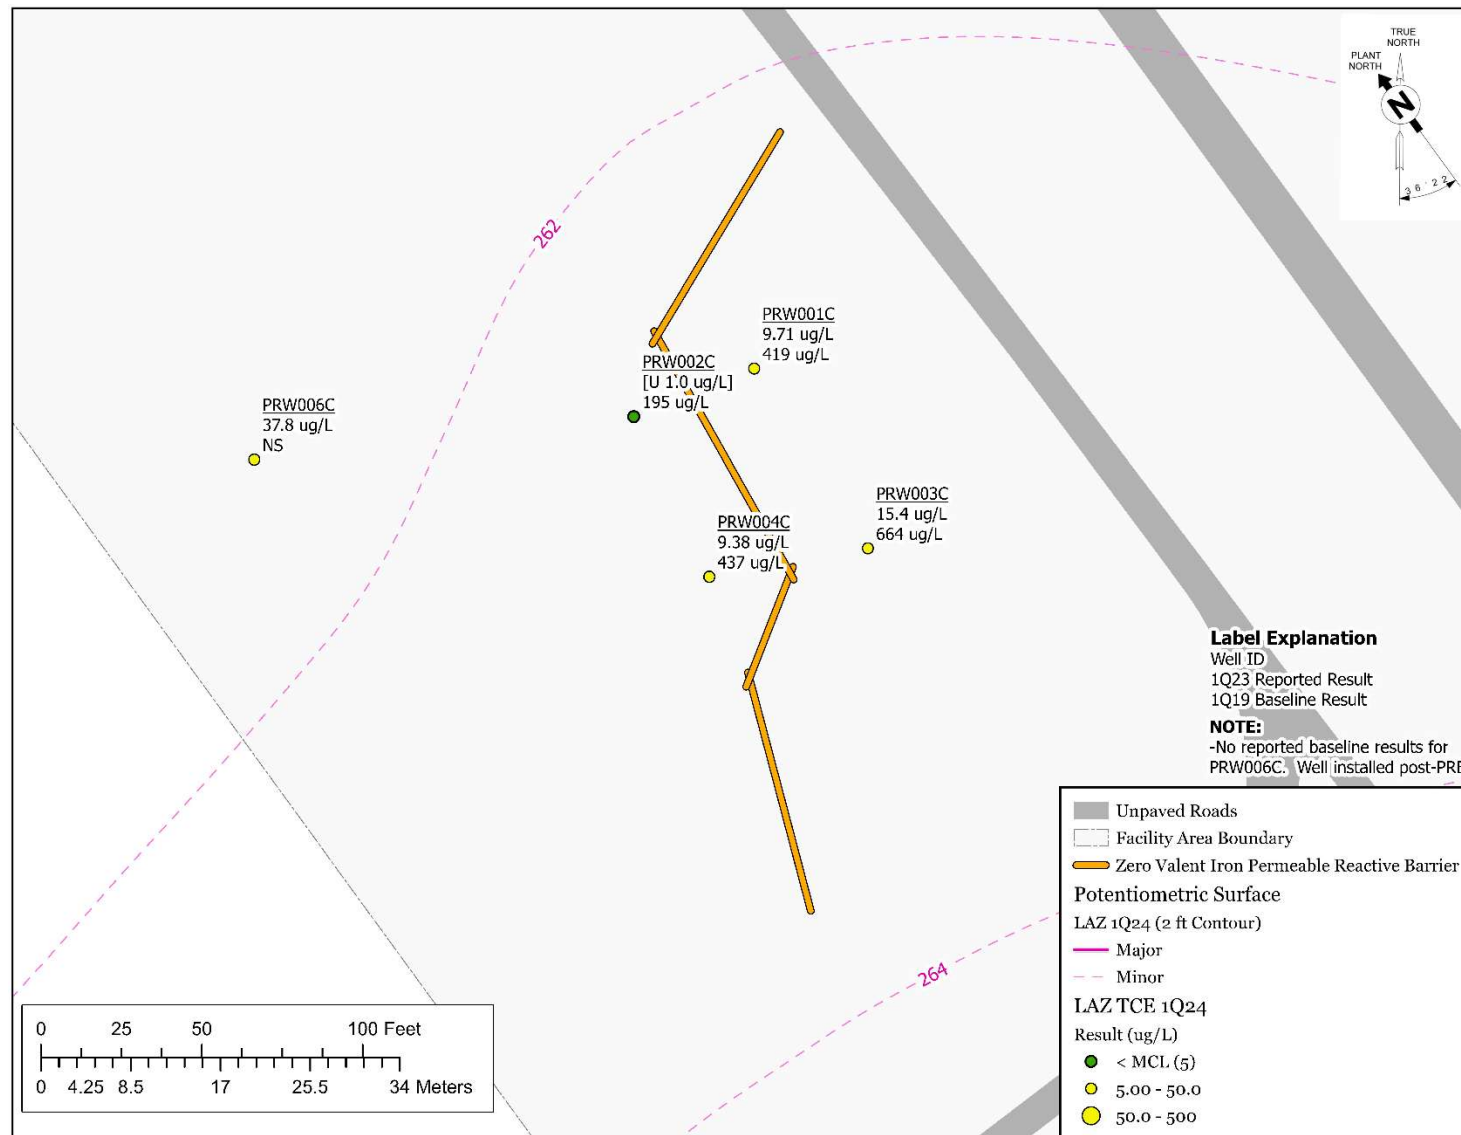 TRUE
NORTH
PLANT
NORTH
N
36°22
262
PRW001C
9.71 ug/L
419 ug/L
PRW002C
[U 1.0 ug/L]
195 ug/L
PRW006C
37.8 ug/L
NS
PRW003C
15.4 ug/L
664 ug/L
PRW004C
9.38 ug/L
437 ug/L
Label Explanation
Well ID
1Q23 Reported Result
1Q19 Baseline Result
NOTE:
-No reported baseline results for
PRW006C. Well installed post-PRB
264
Unpaved Roads
Facility Area Boundary
Zero Valent Iron Permeable Reactive Barrier
Potentiometric Surface
LAZ 1Q24 (2 ft Contour)
Major
Minor
LAZ TCE 1Q24
Result (ug/L)
< MCL (5)
5.00 - 50.0
50.0 - 500
0 25 50 100 Feet
0 4.25 8.5 17 25.5 34 Meters